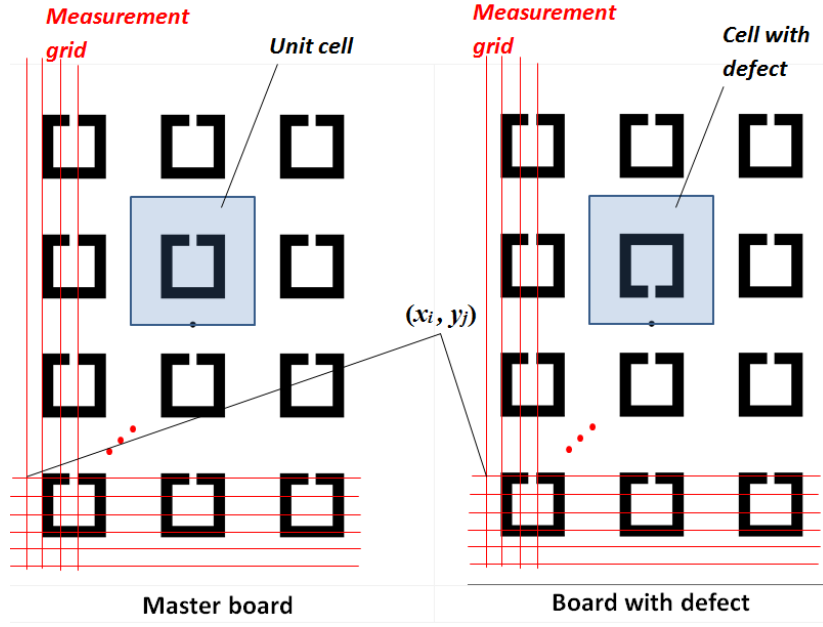 Measurement
grid
Unit cell
Measurement
grid
Cell with
defect
(xi, yj)
Master board
Board with defect